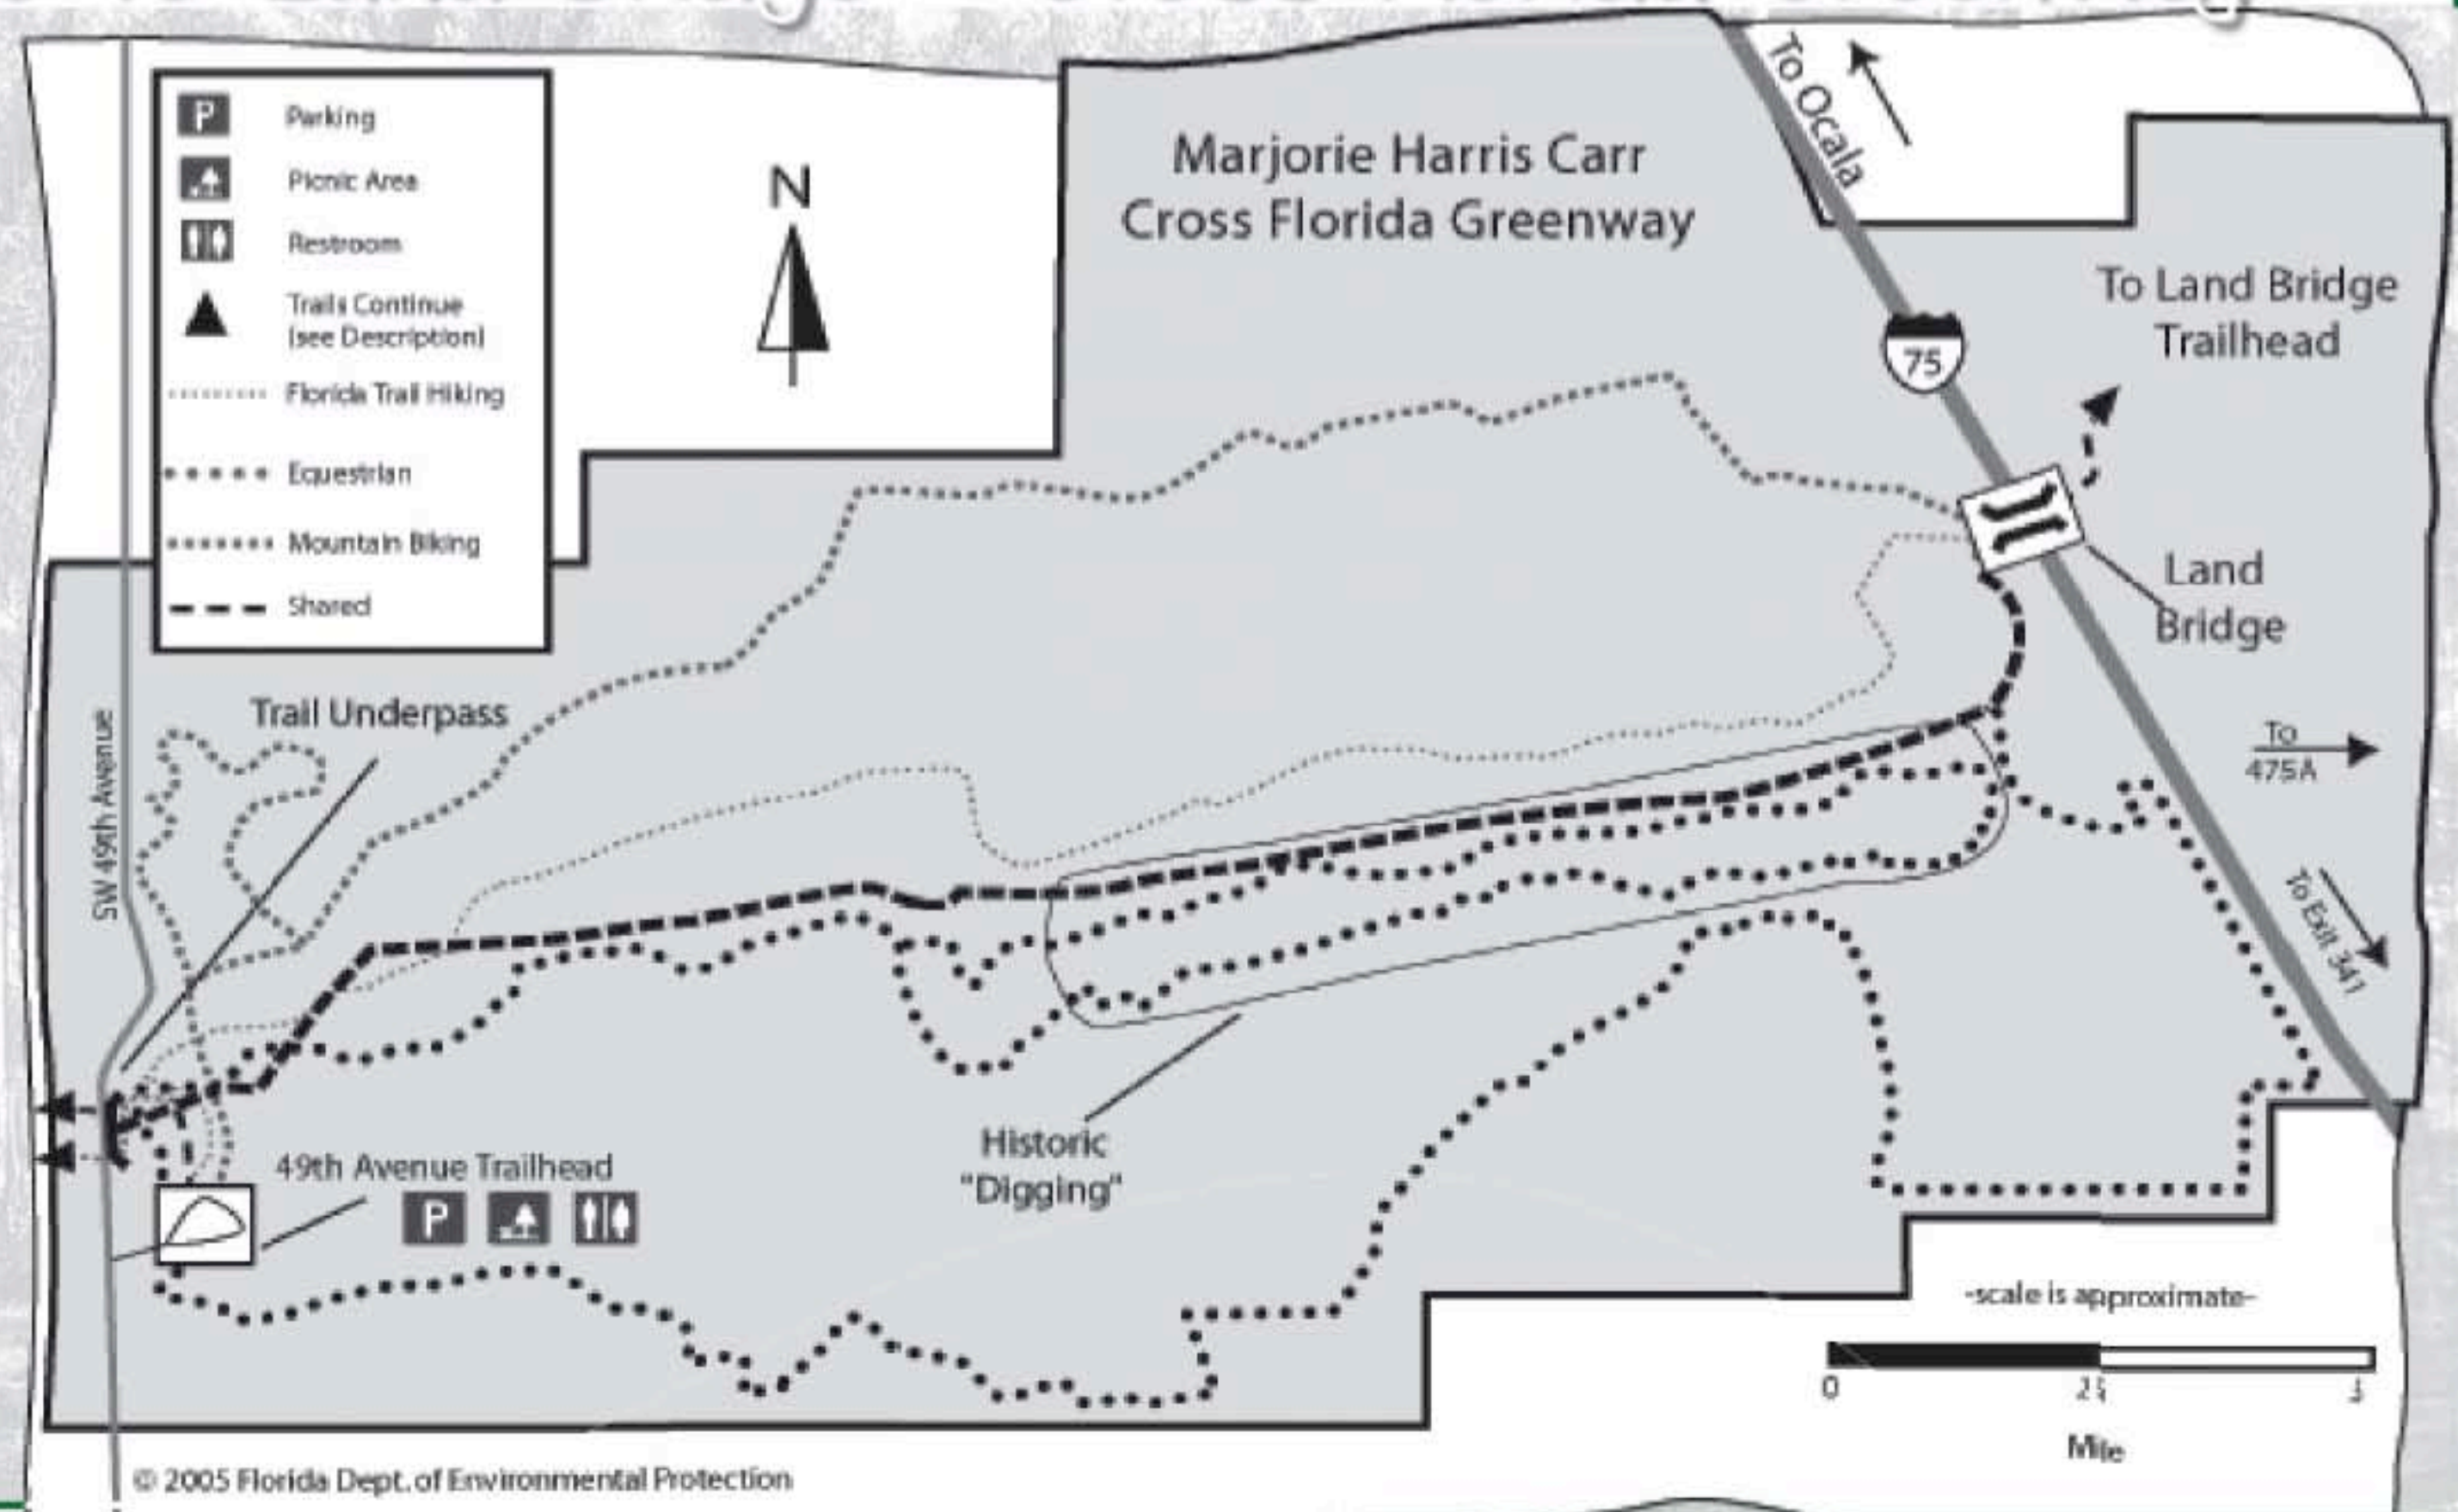 P Parking
Picnic Area
Restroom
Trails Continue
(see Description)
Florida Trail Hiking
Equestrian
Mountain Biking
Shared
N
Marjorie Harris Carr
Cross Florida Greenway
To Ocala
75
To Land Bridge
Trailhead
Land
Bridge
Trail Underpass
SW 49th Avenue
To
475A
To Exit 341
49th Avenue Trailhead
P
Historic
"Digging"
-scale is approximate-
0
Mile
© 2005 Florida Dept. of Environmental Protection